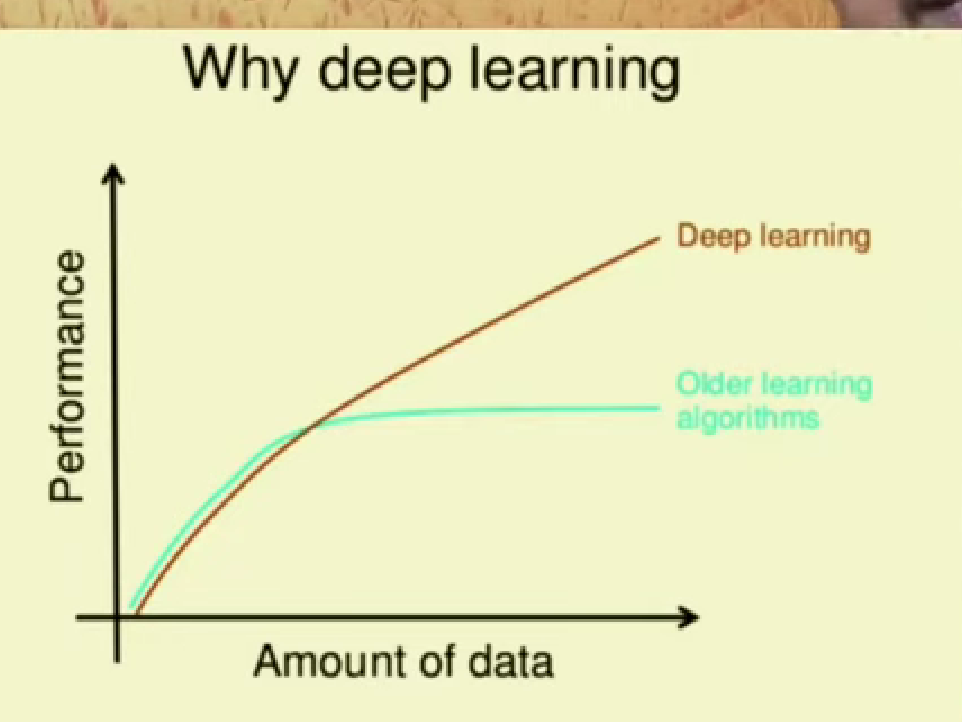 Why deep learning
Performance
Deep learning
Older learning
algorithms
Amount of data